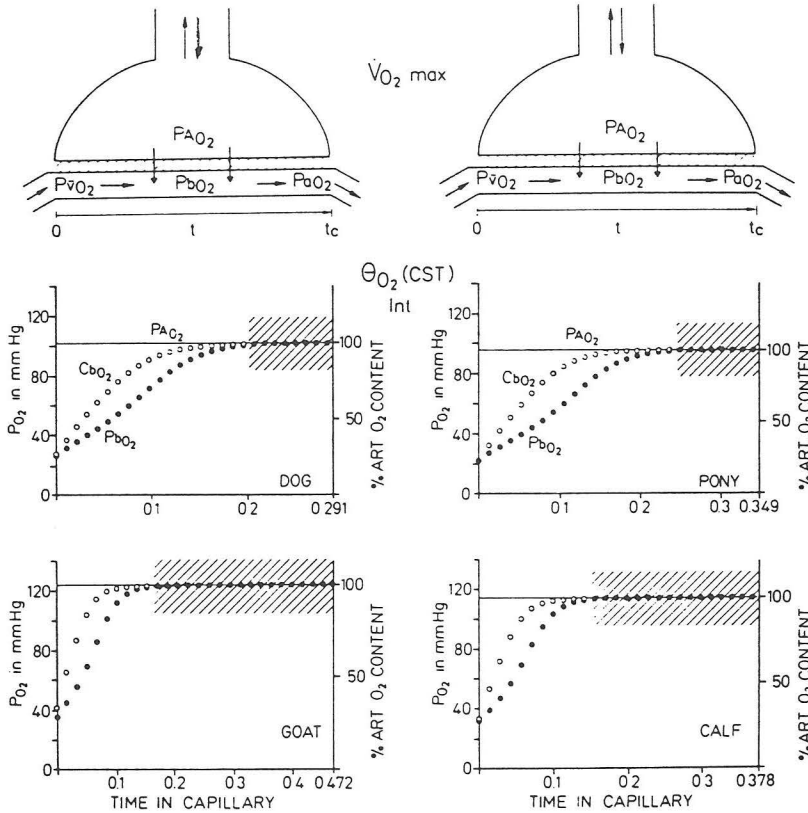 V̇O₂ max
PAO₂
PAO₂
Pv̄O₂ PbO₂ PaO₂
Pv̄O₂ PbO₂ PaO₂
0 t tc
0 t tc
ΘO₂ (CST)
Int
PO₂ in mm Hg
120
80
40
0
PAO₂
CbO₂
PbO₂
DOG
0.1 0.2 0.291
100
50
% ART O₂ CONTENT
PO₂ in mm Hg
120
80
40
0
PAO₂
CbO₂
PbO₂
PONY
0.1 0.2 0.3 0.349
100
50
% ART O₂ CONTENT
PO₂ in mm Hg
120
80
40
0
GOAT
0.1 0.2 0.3 0.4 0.472
TIME IN CAPILLARY
100
50
% ART O₂ CONTENT
PO₂ in mm Hg
120
80
40
0
CALF
0.1 0.2 0.3 0.378
TIME IN CAPILLARY
100
50
% ART O₂ CONTENT